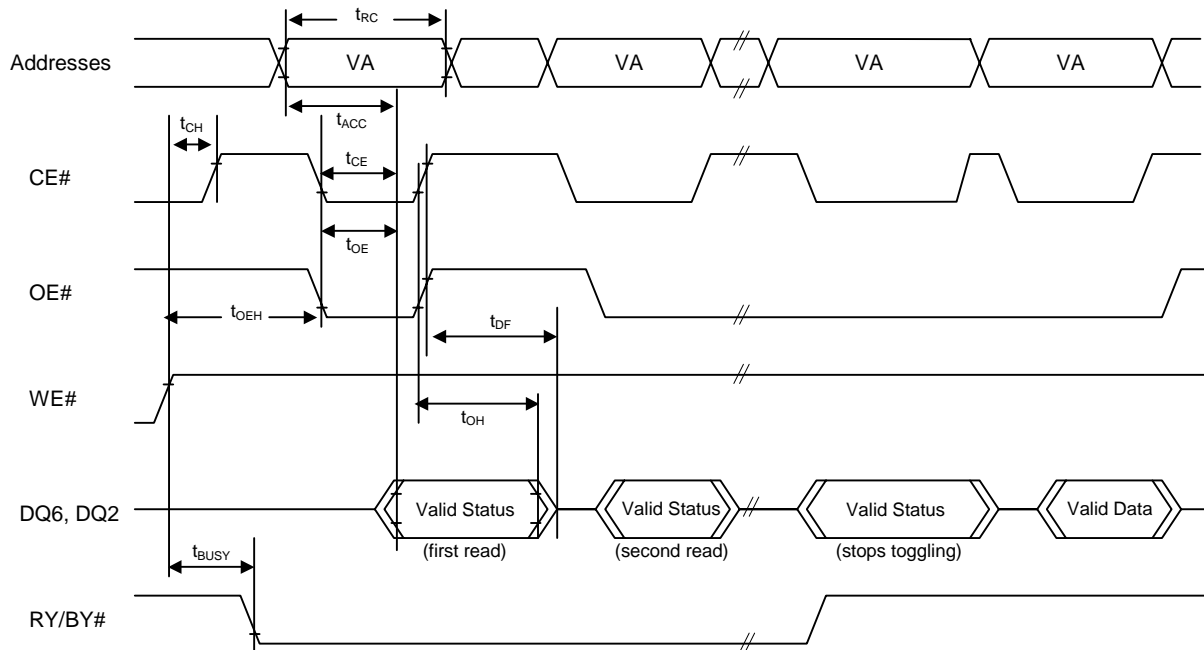 tRC
Addresses VA VA VA VA
tCH
tACC
tCE
CE#
tOE
OE#
tOEH
tDF
WE#
tOH
DQ6, DQ2 Valid Status Valid Status Valid Status Valid Data
(first read) (second read) (stops toggling)
tBUSY
RY/BY#